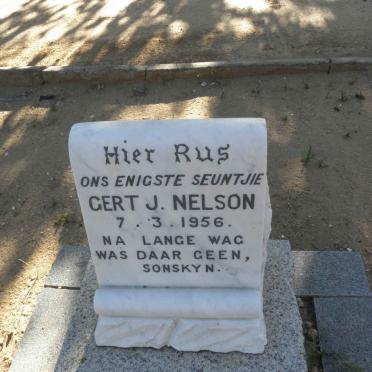 Hier Rus
ONS ENIGSTE SEUNTJIE
GERT J. NELSON
7.3.1956.
NA LANGE WAG
WAS DAAR GEEN,
SONSKYN.